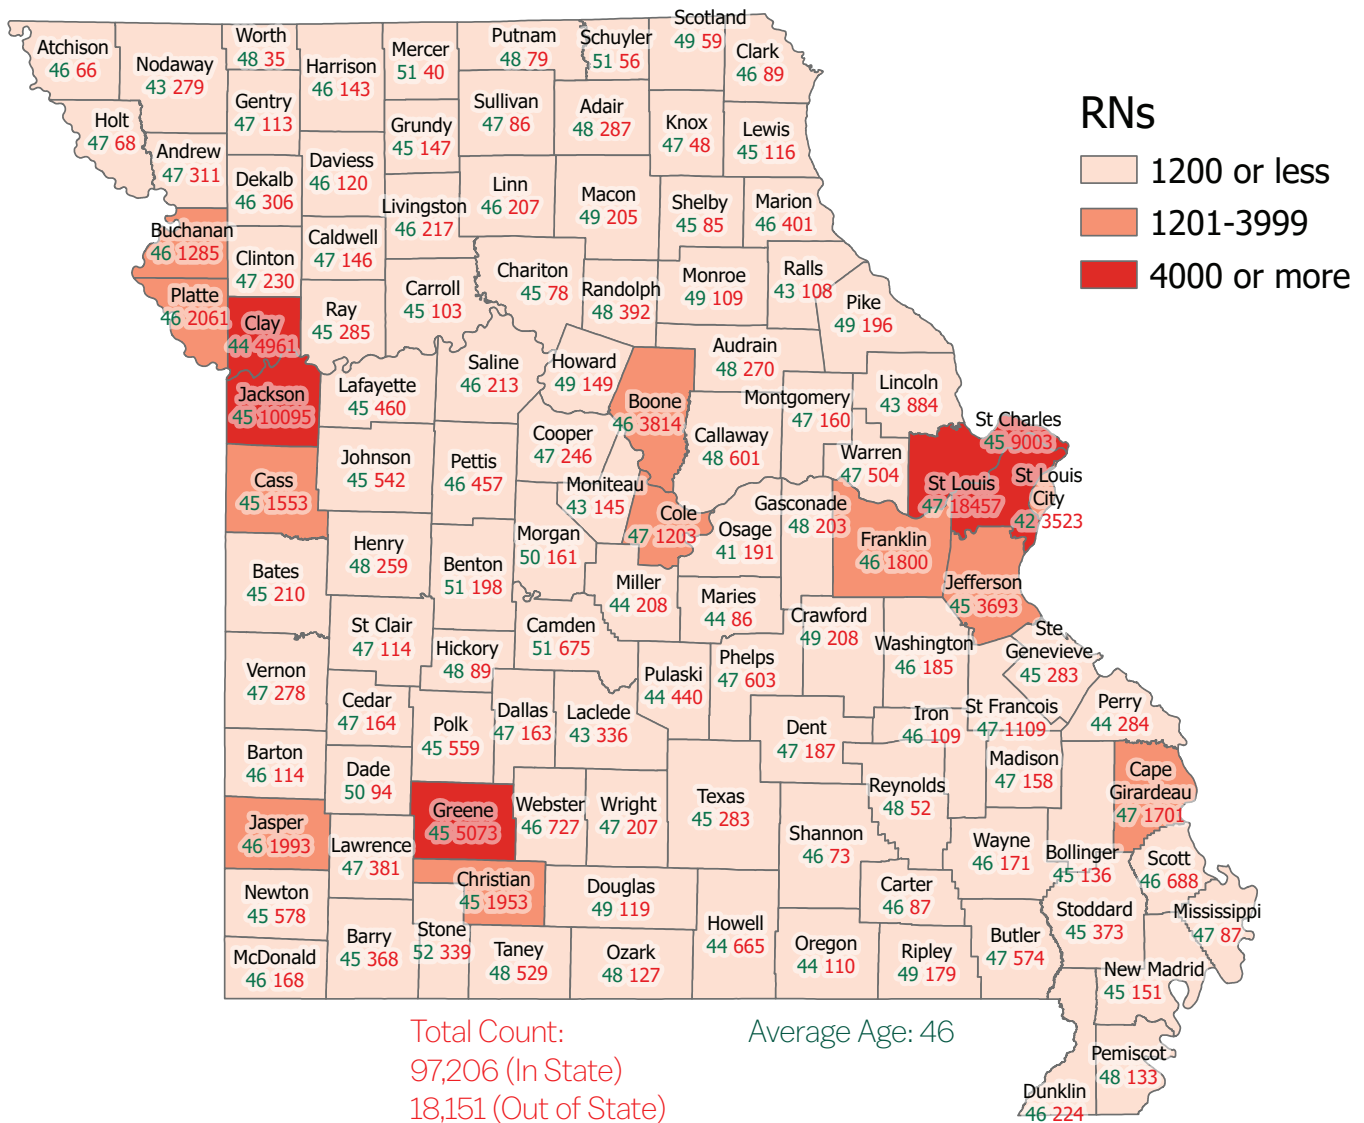 Scotland
49 59
Atchison
46 66
Nodaway
43 279
Worth
48 35
Harrison
46 143
Mercer
51 40
Putnam
48 79
Schuyler
51 56
Clark
46 89
RNs
1200 or less
1201-3999
4000 or more
Holt
47 68
Andrew
47 311
Gentry
47 113
Grundy
45 147
Sullivan
47 86
Adair
48 287
Knox
47 48
Lewis
45 116
Dekalb
46 306
Daviess
46 120
Livingston
46 217
Linn
46 207
Macon
49 205
Shelby
45 85
Marion
46 401
Buchanan
46 1285
Clinton
47 230
Caldwell
47 146
Chariton
45 78
Randolph
48 392
Monroe
49 109
Ralls
43 108
Pike
49 196
Platte
46 2061
Clay
44 4961
Ray
45 285
Carroll
45 103
Audrain
48 270
Jackson
45 10095
Lafayette
45 460
Saline
46 213
Howard
49 149
Boone
46 3814
Montgomery
47 160
Lincoln
43 884
St Charles
45 9003
Cooper
47 246
Callaway
48 601
Warren
47 504
Cass
45 1553
Johnson
45 542
Pettis
46 457
Moniteau
43 145
Cole
47 1203
Gasconade
48 203
St Louis
47 18457
St Louis
City
42 3523
Henry
48 259
Morgan
50 161
Osage
41 191
Franklin
46 1800
Jefferson
45 3693
Bates
45 210
Benton
51 198
Miller
44 208
Maries
44 86
Crawford
49 208
Washington
46 185
Ste
Genevieve
45 283
St Clair
47 114
Hickory
48 89
Camden
51 675
Pulaski
44 440
Phelps
47 603
Vernon
47 278
Cedar
47 164
Polk
45 559
Dallas
47 163
Laclede
43 336
Dent
47 187
Iron
46 109
St Francois
47 1109
Perry
44 284
Barton
46 114
Dade
50 94
Madison
47 158
Cape
Girardeau
47 1701
Jasper
46 1993
Lawrence
47 381
Greene
45 5073
Webster
46 727
Wright
47 207
Texas
45 283
Reynolds
48 52
Shannon
46 73
Wayne
46 171
Bollinger
45 136
Scott
46 688
Newton
45 578
Christian
45 1953
Douglas
49 119
Carter
46 87
Stoddard
45 373
Mississippi
47 87
McDonald
46 168
Barry
45 368
Stone
52 339
Taney
48 529
Ozark
48 127
Howell
44 665
Oregon
44 110
Ripley
49 179
Butler
47 574
New Madrid
45 151
Pemiscot
48 133
Dunklin
46 224
Total Count:
97,206 (In State)
18,151 (Out of State)
Average Age: 46